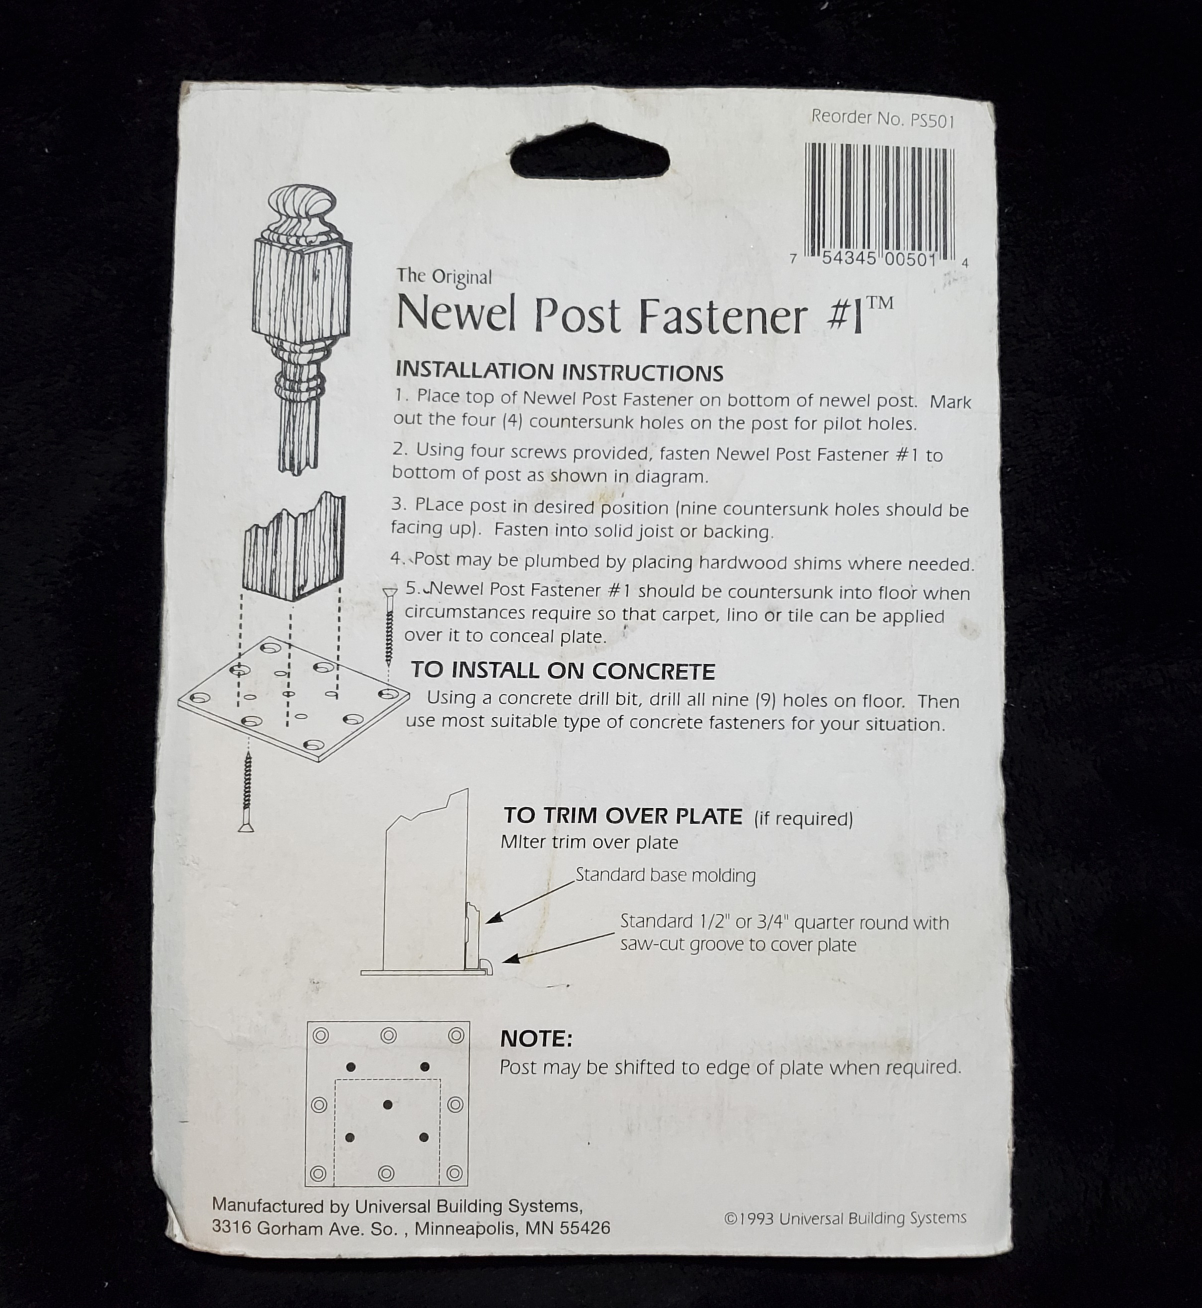 Reorder No. PS501
7 54345 00501 4
The Original
Newel Post Fastener #1™
INSTALLATION INSTRUCTIONS
1. Place top of Newel Post Fastener on bottom of newel post. Mark
out the four (4) countersunk holes on the post for pilot holes.
2. Using four screws provided, fasten Newel Post Fastener #1 to
bottom of post as shown in diagram.
3. PLace post in desired position (nine countersunk holes should be
facing up). Fasten into solid joist or backing.
4. Post may be plumbed by placing hardwood shims where needed.
5. Newel Post Fastener #1 should be countersunk into floor when
circumstances require so that carpet, lino or tile can be applied
over it to conceal plate.
TO INSTALL ON CONCRETE
Using a concrete drill bit, drill all nine (9) holes on floor. Then
use most suitable type of concrete fasteners for your situation.
TO TRIM OVER PLATE (if required)
MIter trim over plate
Standard base molding
Standard 1/2" or 3/4" quarter round with
saw-cut groove to cover plate
NOTE:
Post may be shifted to edge of plate when required.
Manufactured by Universal Building Systems,
3316 Gorham Ave. So. , Minneapolis, MN 55426
©1993 Universal Building Systems